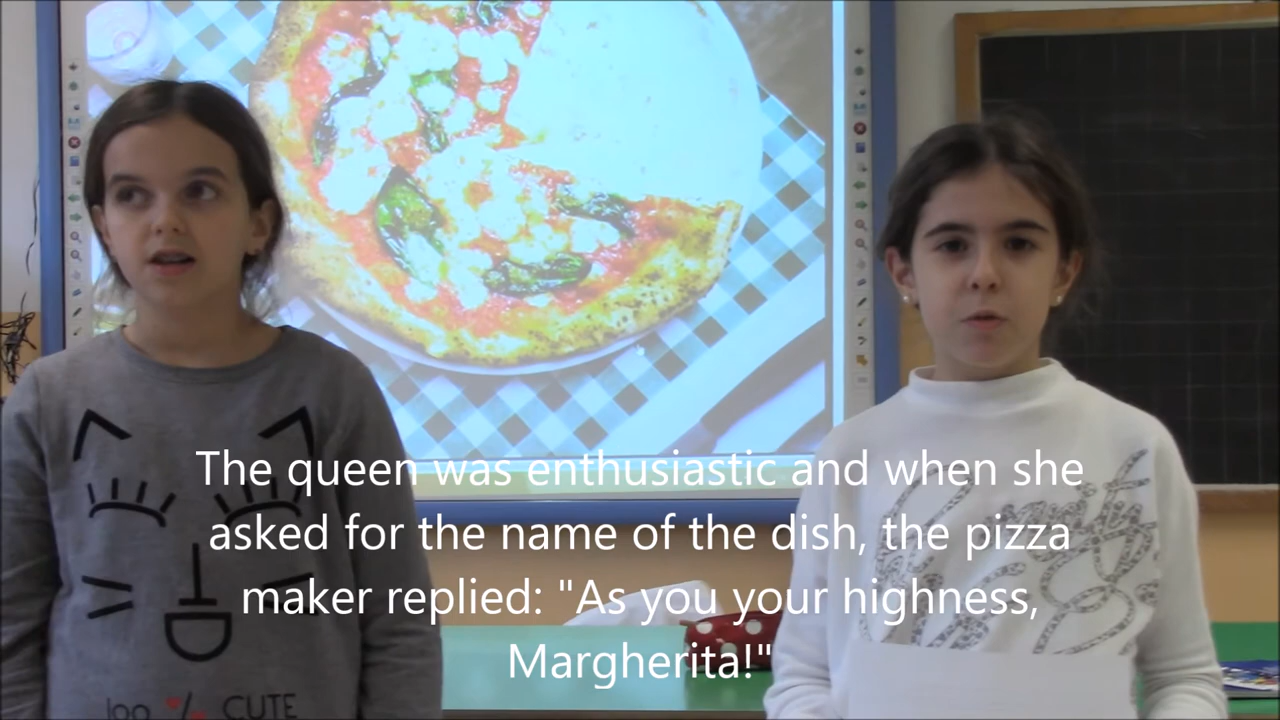 The queen was enthusiastic and when she
asked for the name of the dish, the pizza
maker replied: "As you your highness,
Margherita!"
100 % CUTE